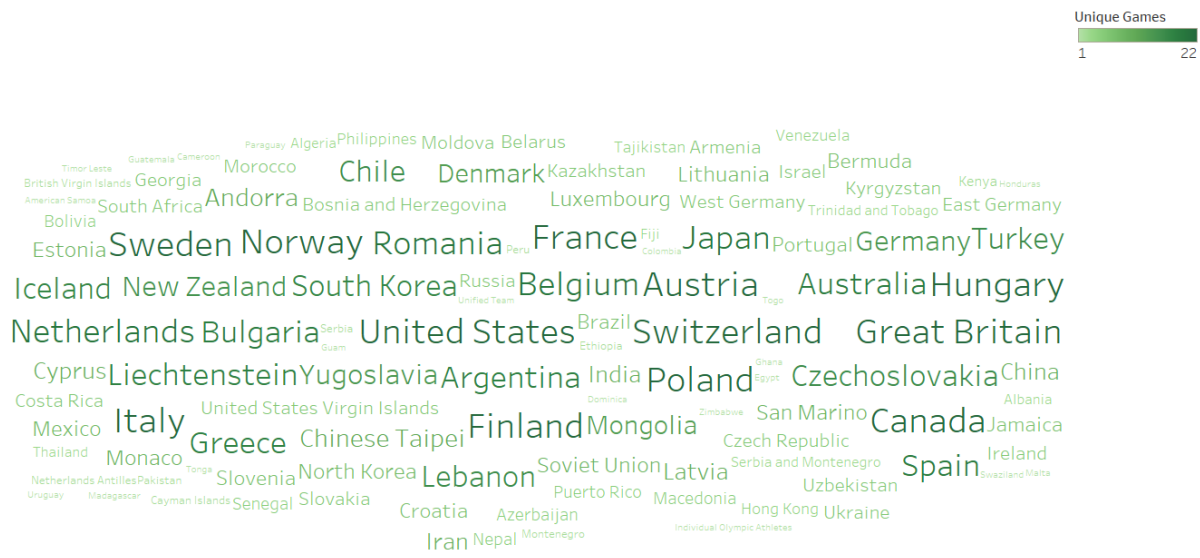 Unique Games
1 22
Paraguay Algeria Philippines Moldova Belarus Tajikistan Armenia Venezuela
Timor Leste Guatemala Cameroon Morocco Chile Denmark Kazakhstan Lithuania Israel Bermuda
British Virgin Islands Georgia Andorra Luxembourg West Germany Kyrgyzstan Kenya Honduras
American Samoa South Africa Bosnia and Herzegovina Trinidad and Tobago East Germany
Bolivia
Estonia Sweden Norway Romania Peru France Fiji Japan Portugal Germany Turkey
Colombia
Iceland New Zealand South Korea Russia Belgium Austria Australia Hungary
Unified Team Togo
Netherlands Bulgaria Serbia United States Brazil Switzerland Great Britain
Guam Ethiopia
Cyprus Liechtenstein Yugoslavia Argentina India Poland Ghana Czechoslovakia China
Egypt
Costa Rica Dominica Albania
Italy United States Virgin Islands Finland Mongolia Zimbabwe San Marino Canada Jamaica
Mexico Greece Chinese Taipei Czech Republic
Thailand Monaco Lebanon Soviet Union Latvia Serbia and Montenegro Spain Ireland
Netherlands Antilles Pakistan Tonga Slovenia North Korea Uzbekistan Swaziland Malta
Uruguay Madagascar Cayman Islands Senegal Slovakia Puerto Rico Macedonia
Croatia Azerbaijan Hong Kong Ukraine
Individual Olympic Athletes
Iran Nepal Montenegro